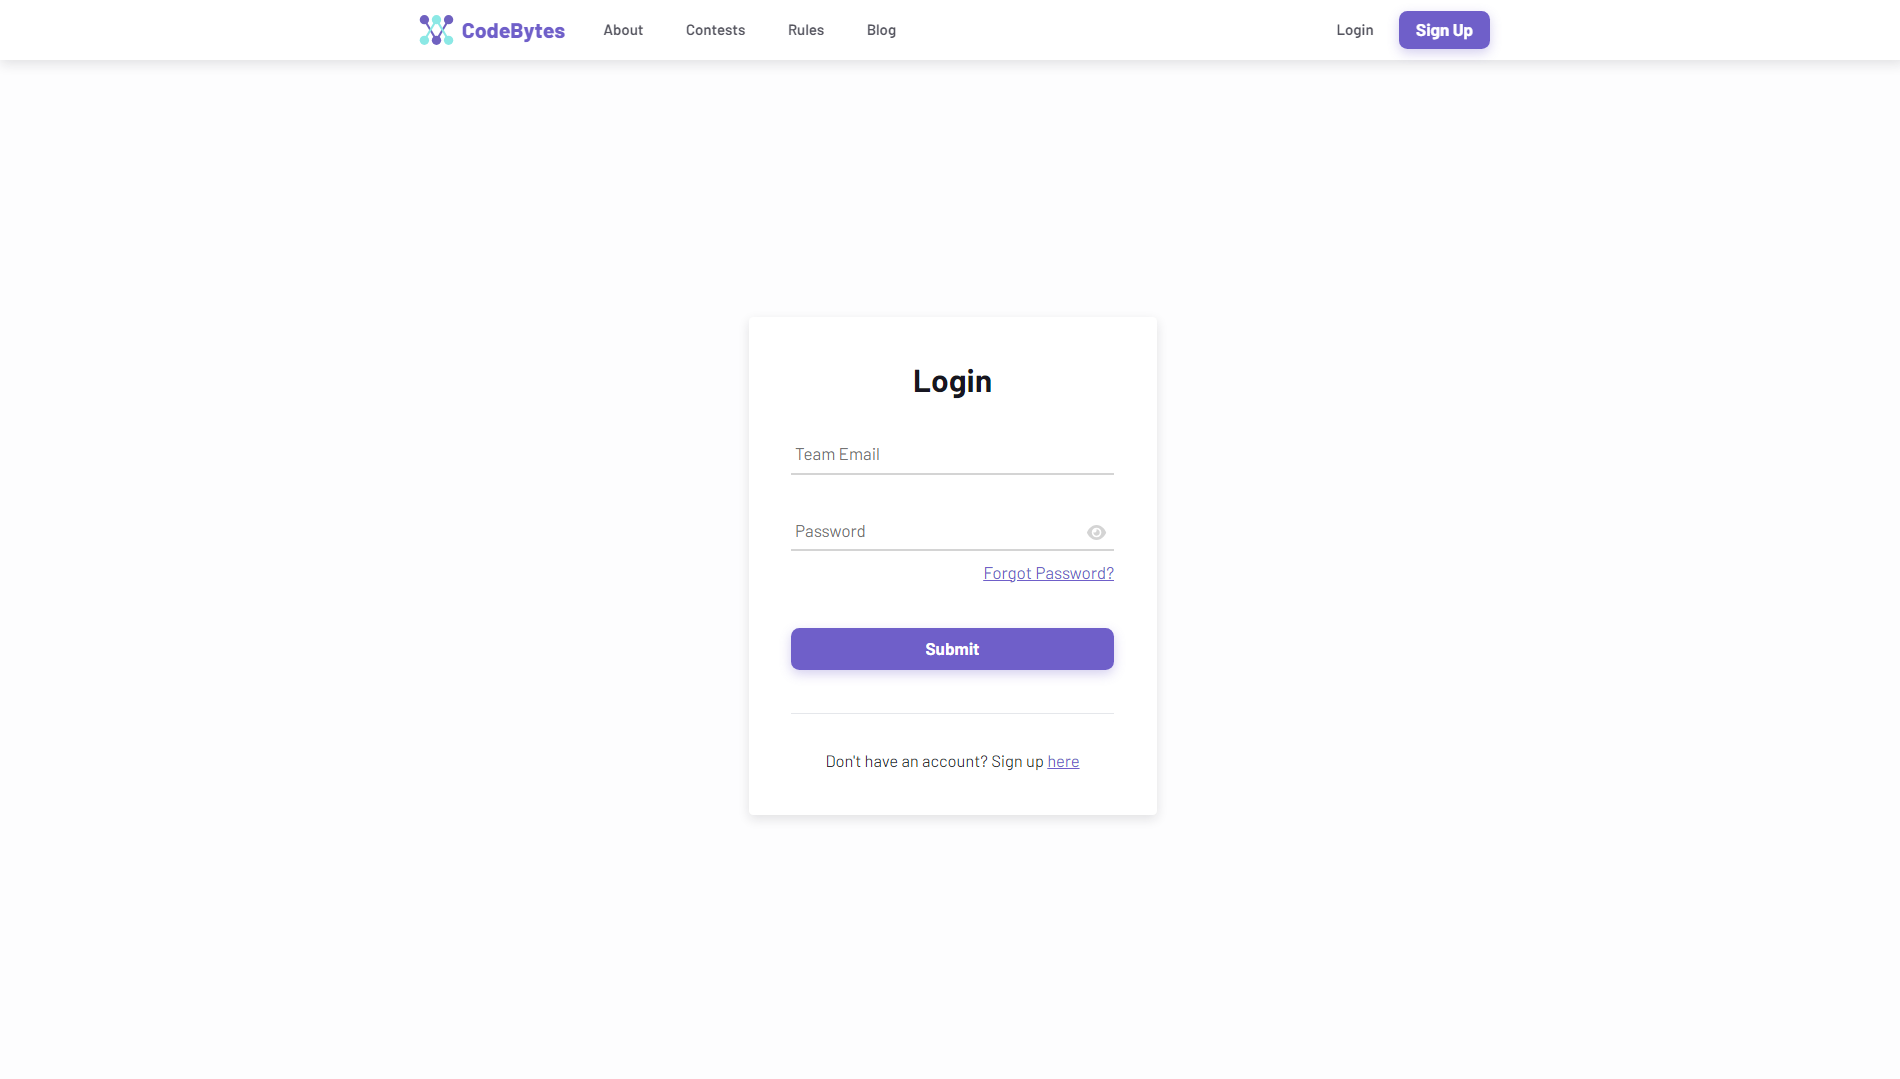 CodeBytes About Contests Rules Blog Login Sign Up
Login
Team Email
Password
Forgot Password?
Submit
Don't have an account? Sign up here